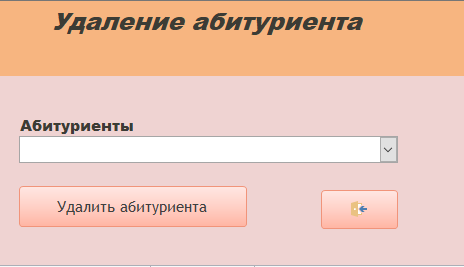 Удаление абитуриента
Абитуриенты
Удалить абитуриента